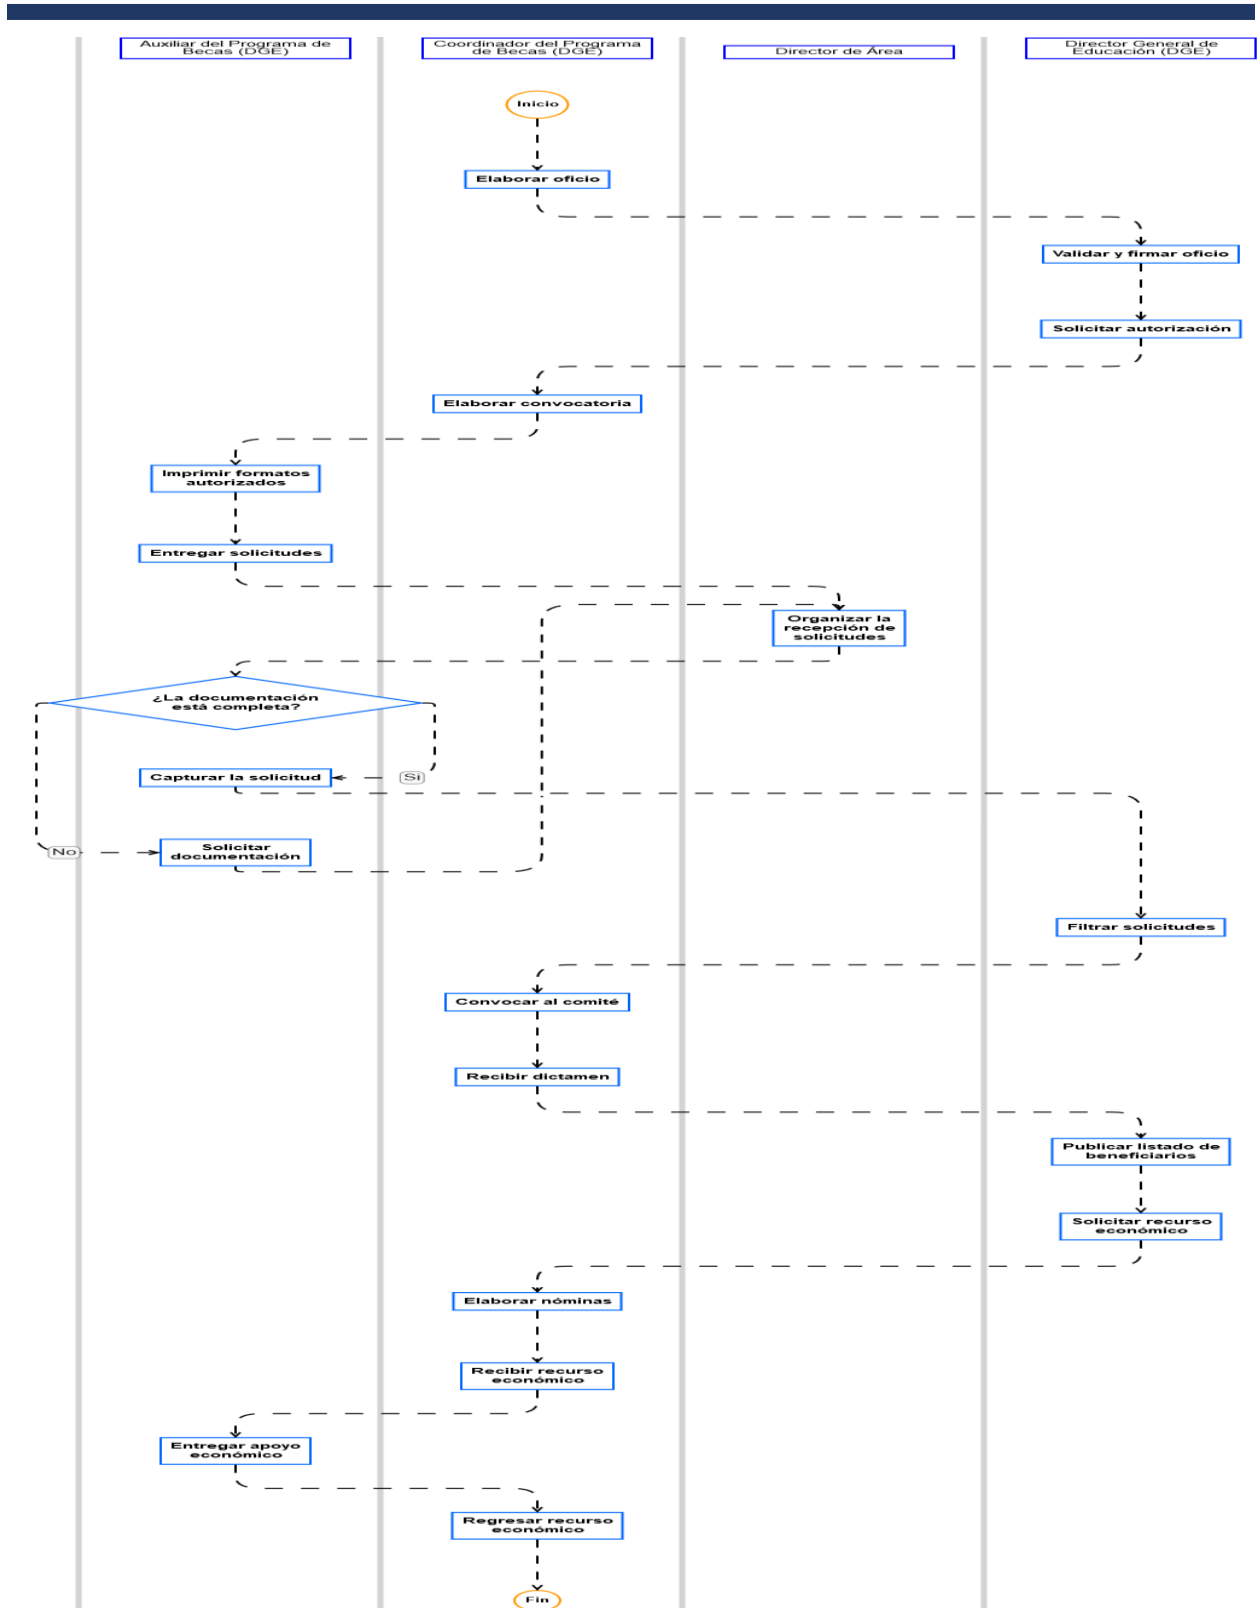 Auxiliar del Programa de
Becas (DGE)
Coordinador del Programa
de Becas (DGE)
Director de Área
Director General de
Educación (DGE)
Inicio
Elaborar oficio
Validar y firmar oficio
Solicitar autorización
Elaborar convocatoria
Imprimir formatos
autorizados
Entregar solicitudes
Organizar la
recepción de
solicitudes
¿La documentación
está completa?
Capturar la solicitud
Si
No
Solicitar
documentación
Filtrar solicitudes
Convocar al comité
Recibir dictamen
Publicar listado de
beneficiarios
Solicitar recurso
económico
Elaborar nóminas
Recibir recurso
económico
Entregar apoyo
económico
Regresar recurso
económico
Fin